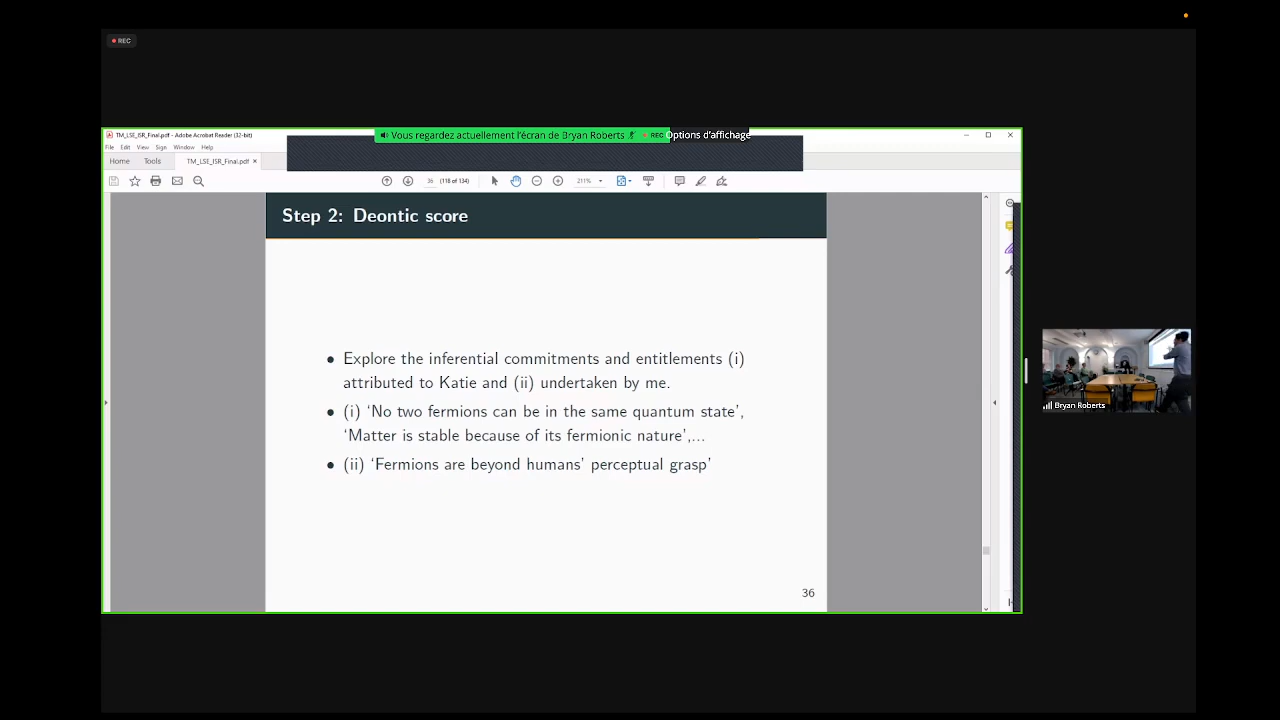 REC
TM_LSE_ISR_Final.pdf - Adobe Acrobat Reader (32-bit)
Vous regardez actuellement l'écran de Bryan Roberts
REC
Options d'affichage
File Edit View Sign Window Help
Home Tools TM_LSE_ISR_Final.pdf ×
36 (118 of 134) 211%
Step 2: Deontic score
• Explore the inferential commitments and entitlements (i)
attributed to Katie and (ii) undertaken by me.
• (i) 'No two fermions can be in the same quantum state',
'Matter is stable because of its fermionic nature',...
• (ii) 'Fermions are beyond humans' perceptual grasp'
36
Bryan Roberts